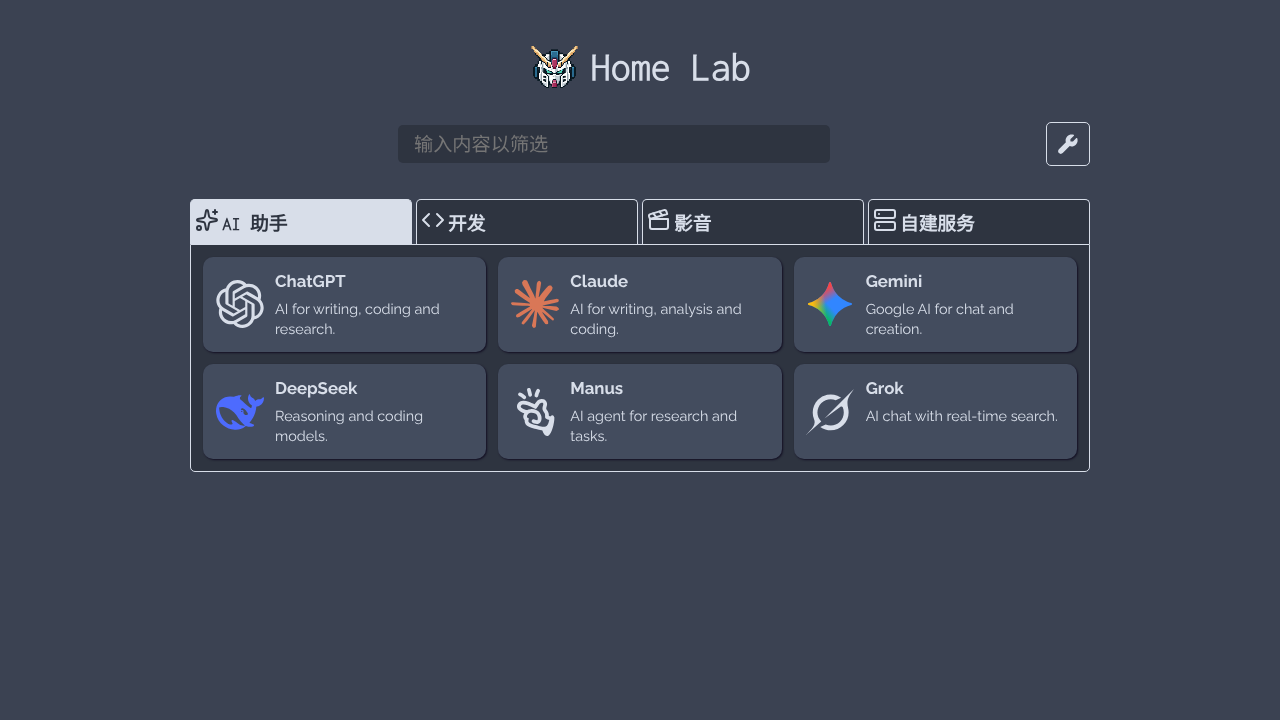 Home Lab
输入内容以筛选
AI 助手
开发
影音
自建服务
ChatGPT
AI for writing, coding and
research.
Claude
AI for writing, analysis and
coding.
Gemini
Google AI for chat and
creation.
DeepSeek
Reasoning and coding
models.
Manus
AI agent for research and
tasks.
Grok
AI chat with real-time search.